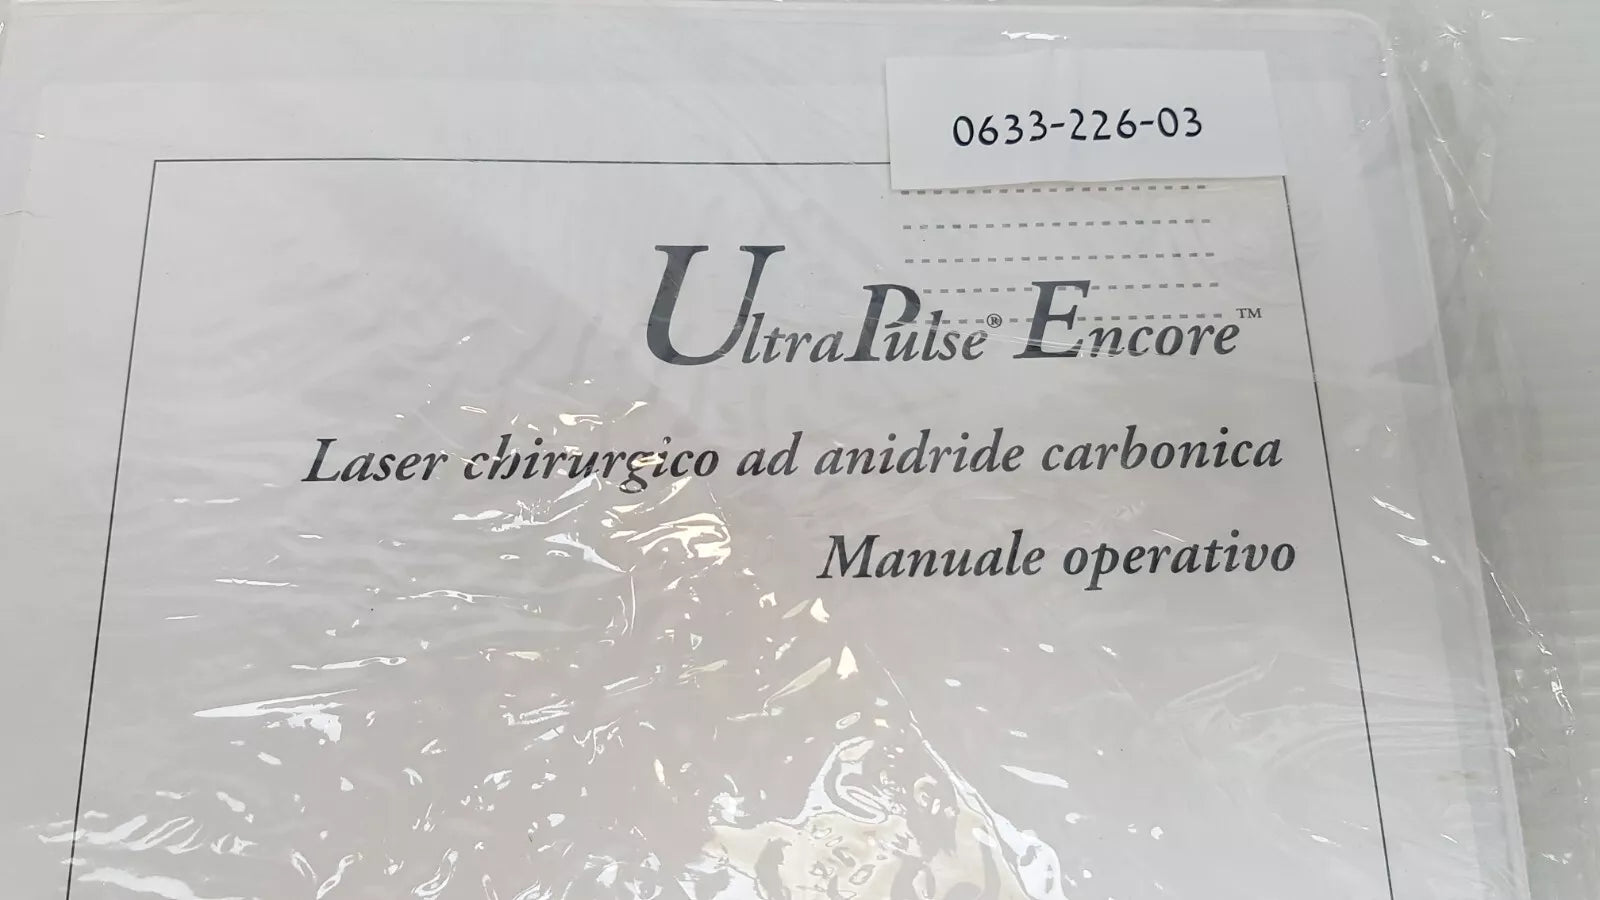 0633-226-03
UltraPulse® Encore™
Laser chirurgico ad anidride carbonica
Manuale operativo